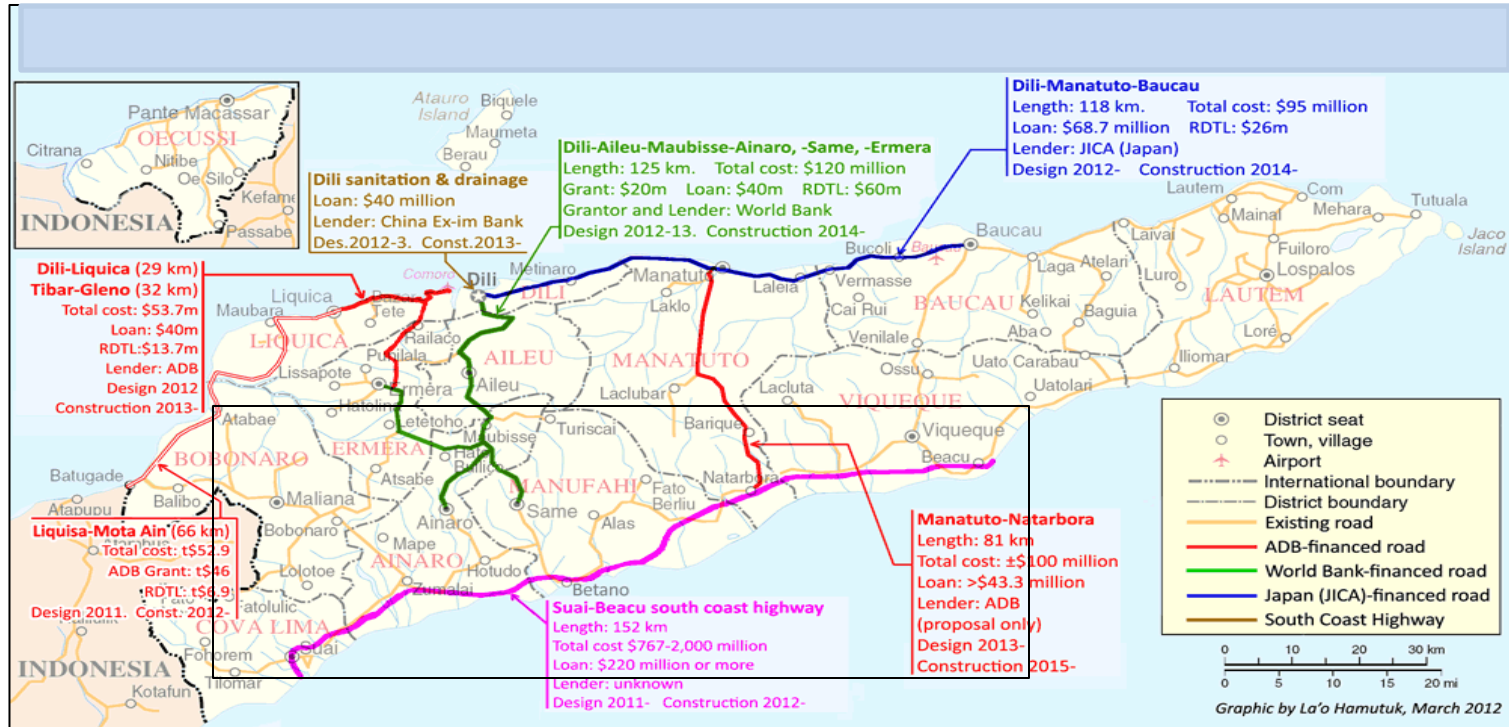 Pante Macassar
OECUSSI
Citrana
Nitibe
Oe Silo
Kefame
INDONESIA
Passabe
Atauro
Island
Biquele
Maumeta
Berau
Dili sanitation & drainage
Loan: $40 million
Lender: China Ex-im Bank
Des.2012-3. Const.2013-
Dili-Aileu-Maubisse-Ainaro, -Same, -Ermera
Length: 125 km. Total cost: $120 million
Grant: $20m Loan: $40m RDTL: $60m
Grantor and Lender: World Bank
Design 2012-13. Construction 2014-
Dili-Manatuto-Baucau
Length: 118 km. Total cost: $95 million
Loan: $68.7 million RDTL: $26m
Lender: JICA (Japan)
Design 2012- Construction 2014-
Dili-Liquica (29 km)
Tibar-Gleno (32 km)
Total cost: $53.7m
Loan: $40m
RDTL:$13.7m
Lender: ADB
Design 2012
Construction 2013-
Comoro
Dili
Metinaro
DILI
Manatuto
Laklo
Laleia
Bucoli
Baucau
Baucau
Vermasse
Cai Rui
Venilale
BAUCAU
Laga
Atelari
Kelikai
Baguia
Aba
Laivai
Luro
Lautem
Com
Mainal
Mehara
Tutuala
Jaco
Island
Fuiloro
Lospalos
LAUTEM
Loré
Iliomar
Uato Carabau
Uatolari
Ossu
VIQUEQUE
Viqueque
Beacu
Liquica
Maubara
Tete
LIQUICA
Railaco
Lissapote
Ermera
Hatolina
Letetoho
ERMERA
Atsabe
AILEU
Aileu
Maubisse
Turiscai
MANATUTO
Laclubar
Lacluta
Barique
Natarbora
Fato
Berliu
MANUFAHI
Same
Alas
Betano
Ainaro
AINARO
Mape
Hotudo
Zumalai
Atabae
BOBONARO
Batugade
Balibo
Maliana
Bobonaro
Atapupu
Lolotoe
Fatolulic
COVA LIMA
Suai
Fohorem
Tilomar
INDONESIA
Kotafun
Liquisa-Mota Ain (66 km)
Total cost: t$52.9
ADB Grant: t$46
RDTL: t$6.9
Design 2011. Const. 2012-
Suai-Beacu south coast highway
Length: 152 km
Total cost $767-2,000 million
Loan: $220 million or more
Lender: unknown
Design 2011- Construction 2012-
Manatuto-Natarbora
Length: 81 km
Total cost: ±$100 million
Loan: >$43.3 million
Lender: ADB
(proposal only)
Design 2013-
Construction 2015-
District seat
Town, village
Airport
International boundary
District boundary
Existing road
ADB-financed road
World Bank-financed road
Japan (JICA)-financed road
South Coast Highway
0 10 20 30 km
0 5 10 15 20 mi
Graphic by La'o Hamutuk, March 2012